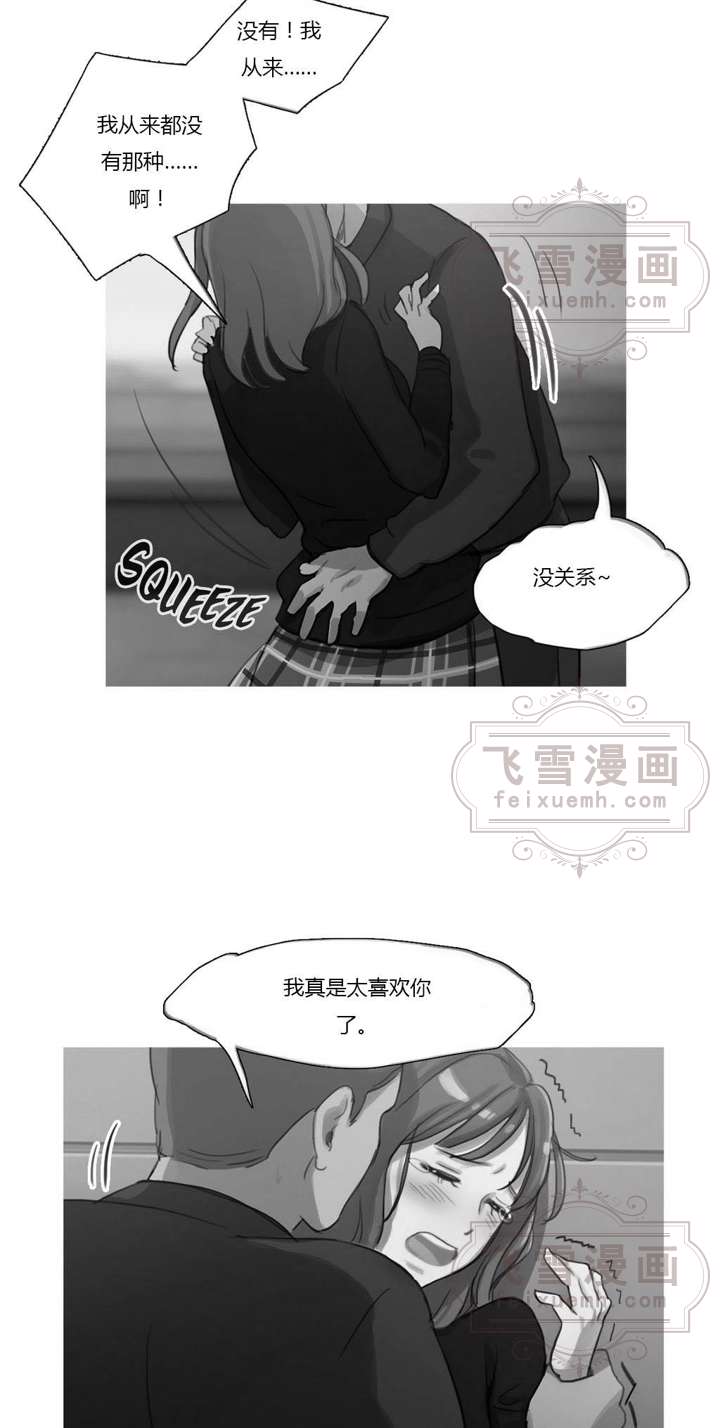 没有！我
从来……
我从来都没
有那种……
啊！
飞雪漫画
feixuemh.com
SQUEEZE
没关系~
飞雪漫画
feixuemh.com
我真是太喜欢你
了。
飞雪漫画
feixuemh.com